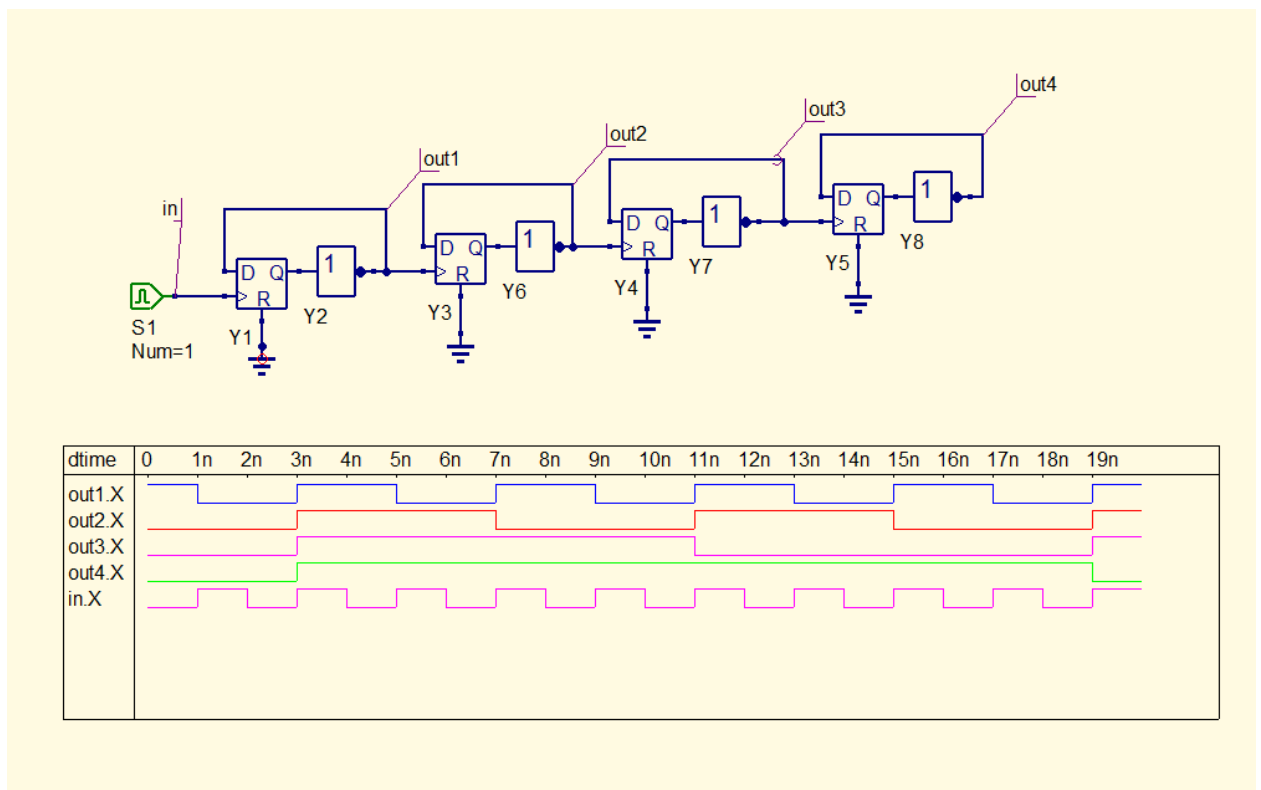 out4
out3
out2
out1
in
D Q
R
1
Y8
D Q
R
1
Y7
Y5
D Q
R
1
Y6
Y4
D Q
R
1
Y3
Y2
Y1
S1
Num=1
dtime 0 1n 2n 3n 4n 5n 6n 7n 8n 9n 10n 11n 12n 13n 14n 15n 16n 17n 18n 19n
out1.X
out2.X
out3.X
out4.X
in.X